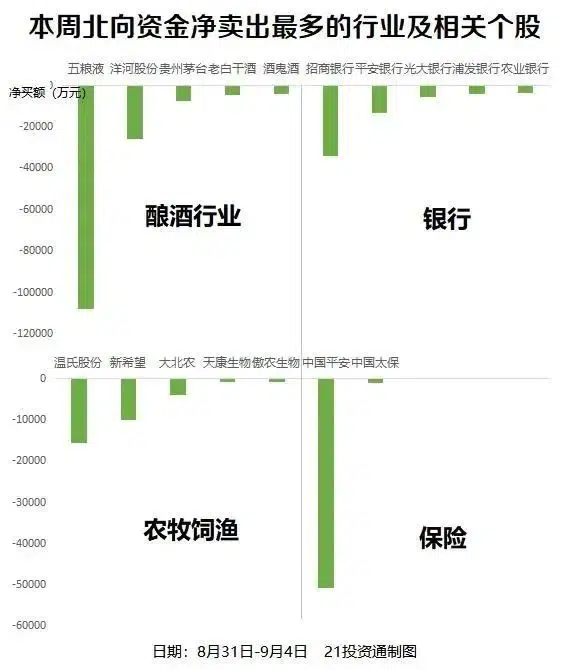 本周北向资金净卖出最多的行业及相关个股
五粮液 洋河股份 贵州茅台 老白干酒 酒鬼酒 招商银行 平安银行 光大银行 浦发银行 农业银行
净买额（万元）
-20000
-40000
-60000
-80000
-100000
-120000
酿酒行业 银行
温氏股份 新希望 大北农 天康生物 傲农生物 中国平安 中国太保
0
-10000
-20000
-30000
-40000
-50000
-60000
农牧饲渔 保险
日期：8月31日-9月4日 21投资通制图